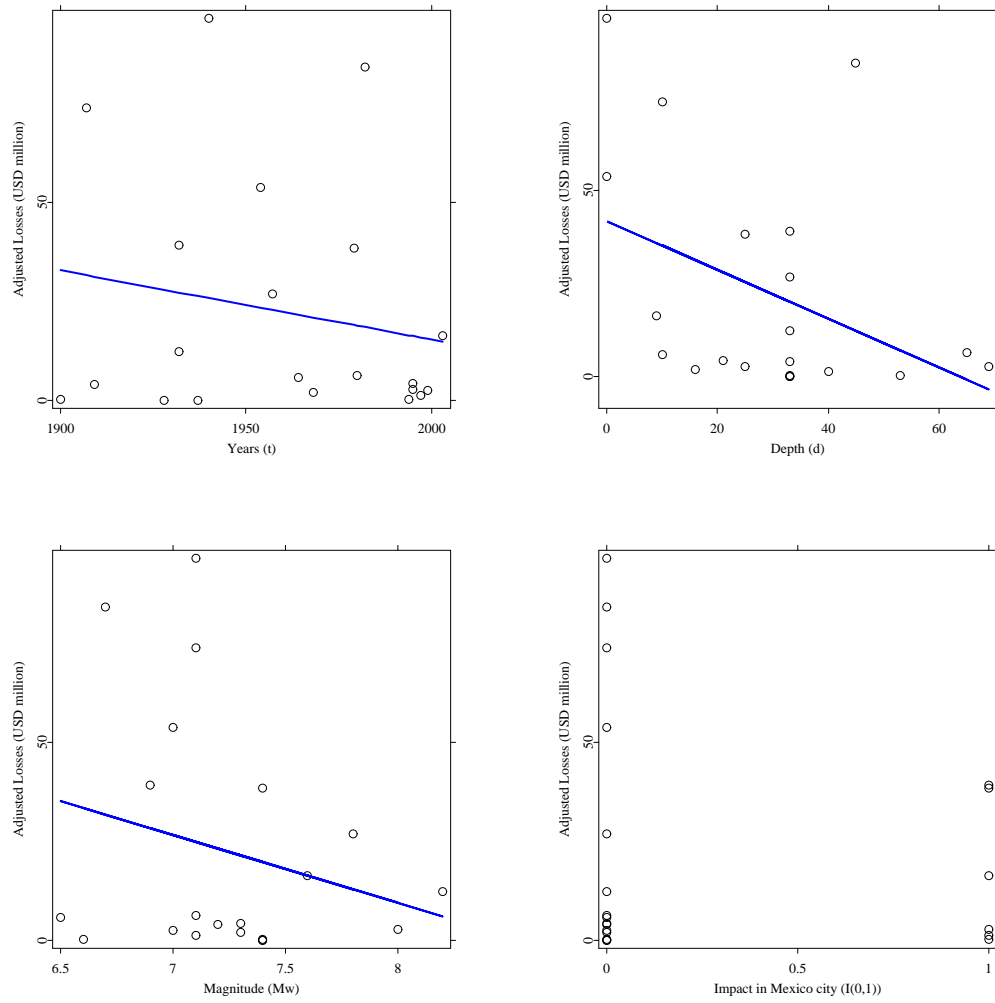 Adjusted Losses (USD million)
50
0
1900
1950
2000
Years (t)
Adjusted Losses (USD million)
50
0
0
20
40
60
Depth (d)
Adjusted Losses (USD million)
50
0
6.5
7
7.5
8
Magnitude (Mw)
Adjusted Losses (USD million)
50
0
0
0.5
1
Impact in Mexico city (I(0,1))